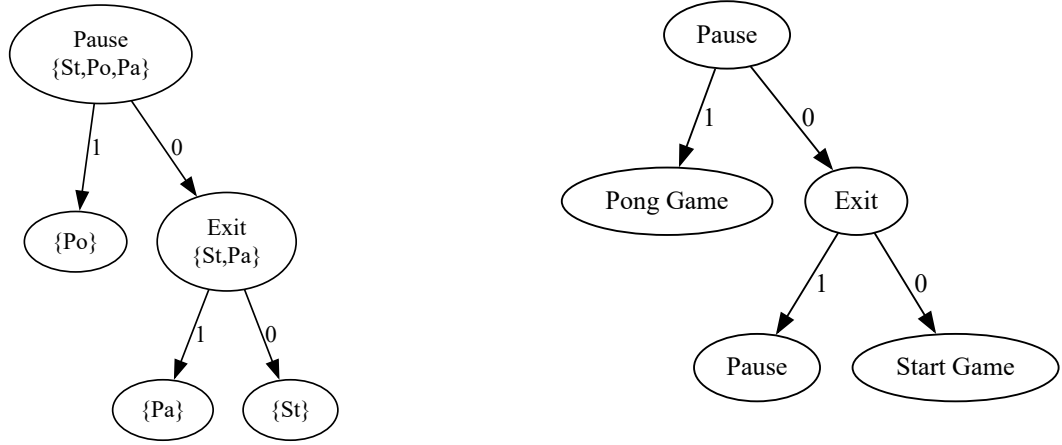 Pause
{St,Po,Pa}
1
0
{Po}
Exit
{St,Pa}
1
0
{Pa}
{St}
Pause
1
0
Pong Game
Exit
1
0
Pause
Start Game